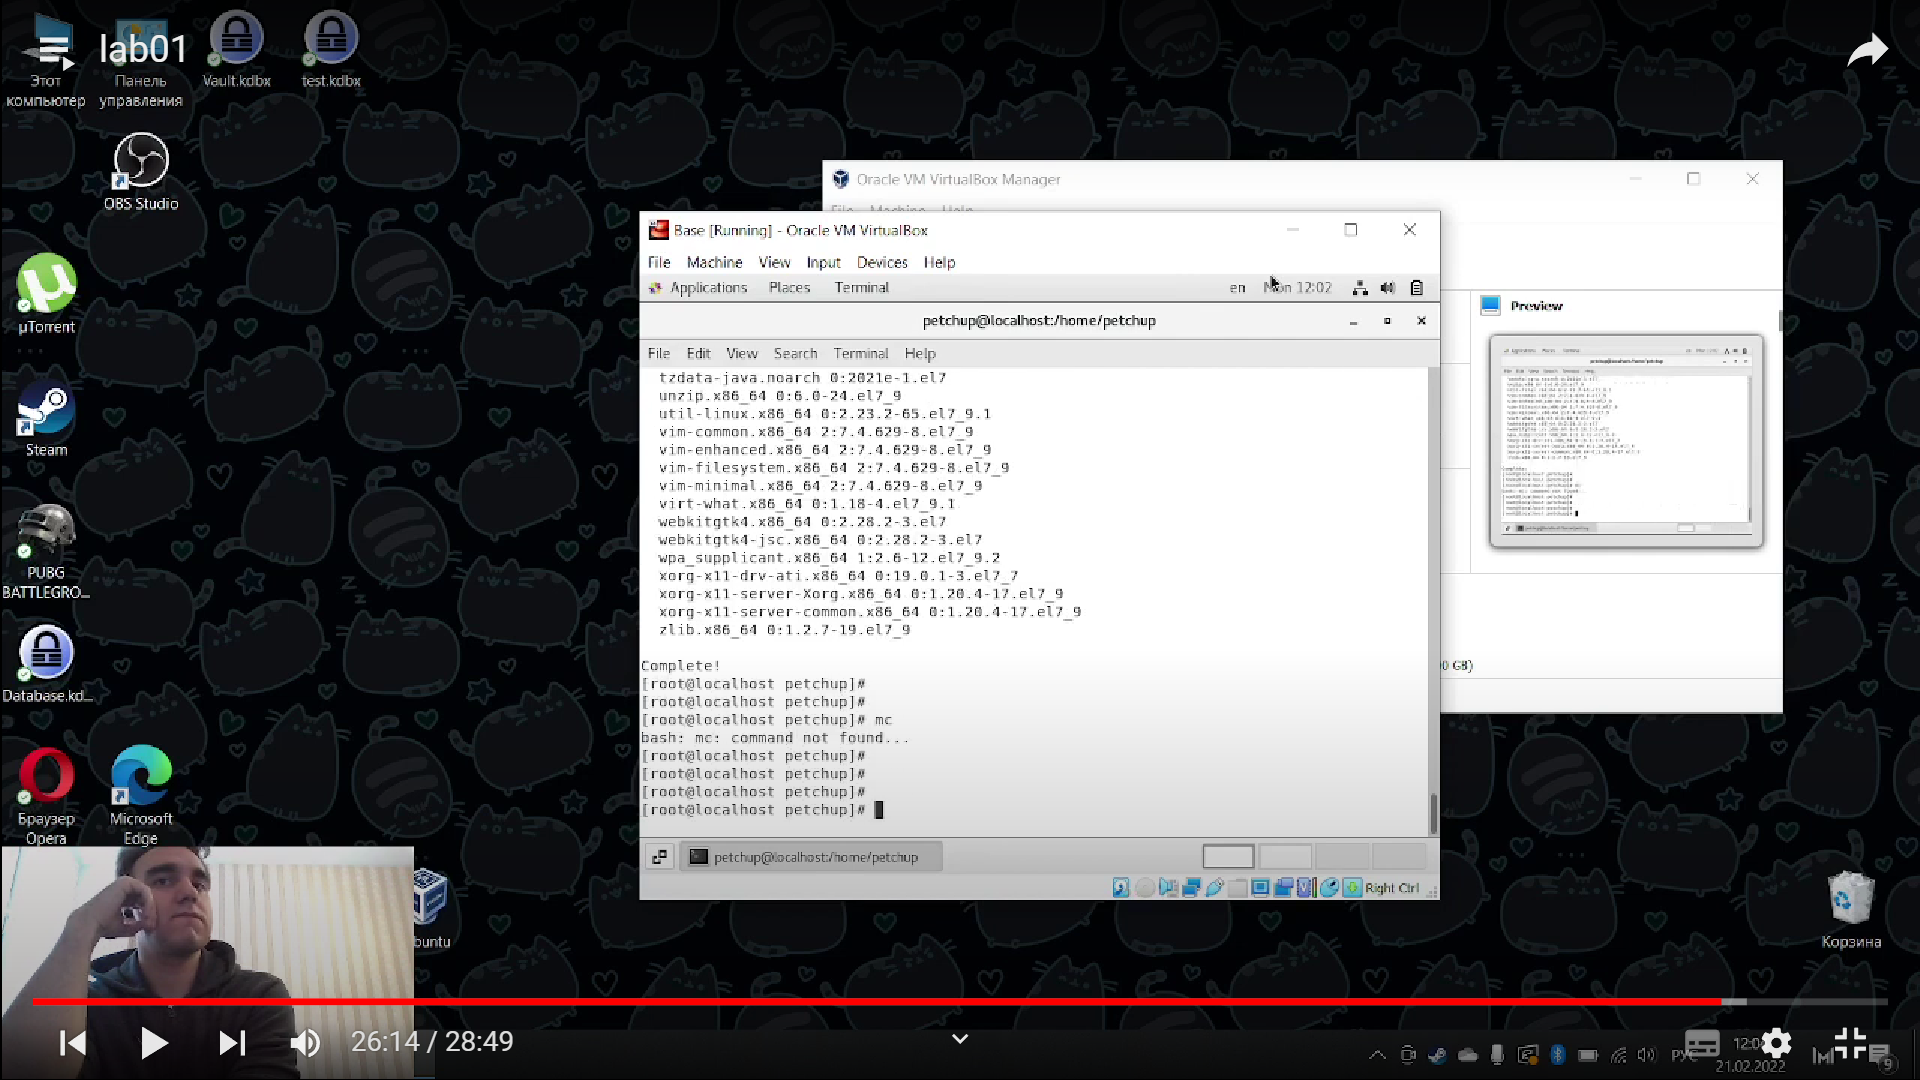 lab01
Этот
компьютер
Панель
управления
Vault.kdbx
test.kdbx
OBS Studio
µTorrent
Steam
PUBG
BATTLEGRO...
Database.kd...
Браузер
Opera
Microsoft
Edge
Oracle VM VirtualBox Manager
File Machine Help
Base [Running] - Oracle VM VirtualBox
File Machine View Input Devices Help
Applications Places Terminal
en Mon 12:02
petchup@localhost:/home/petchup
File Edit View Search Terminal Help
tzdata-java.noarch 0:2021e-1.el7
unzip.x86_64 0:6.0-24.el7_9
util-linux.x86_64 0:2.23.2-65.el7_9.1
vim-common.x86_64 2:7.4.629-8.el7_9
vim-enhanced.x86_64 2:7.4.629-8.el7_9
vim-filesystem.x86_64 2:7.4.629-8.el7_9
vim-minimal.x86_64 2:7.4.629-8.el7_9
virt-what.x86_64 0:1.18-4.el7_9.1
webkitgtk4.x86_64 0:2.28.2-3.el7
webkitgtk4-jsc.x86_64 0:2.28.2-3.el7
wpa_supplicant.x86_64 1:2.6-12.el7_9.2
xorg-x11-drv-ati.x86_64 0:19.0.1-3.el7_7
xorg-x11-server-Xorg.x86_64 0:1.20.4-17.el7_9
xorg-x11-server-common.x86_64 0:1.20.4-17.el7_9
zlib.x86_64 0:1.2.7-19.el7_9
Complete!
[root@localhost petchup]#
[root@localhost petchup]#
[root@localhost petchup]# mc
bash: mc: command not found...
[root@localhost petchup]#
[root@localhost petchup]#
[root@localhost petchup]#
[root@localhost petchup]#
petchup@localhost:/home/petchup
Right Ctrl
Preview
0 GB)
buntu
Корзина
26:14 / 28:49
РУС
12:0
21.02.2022
9